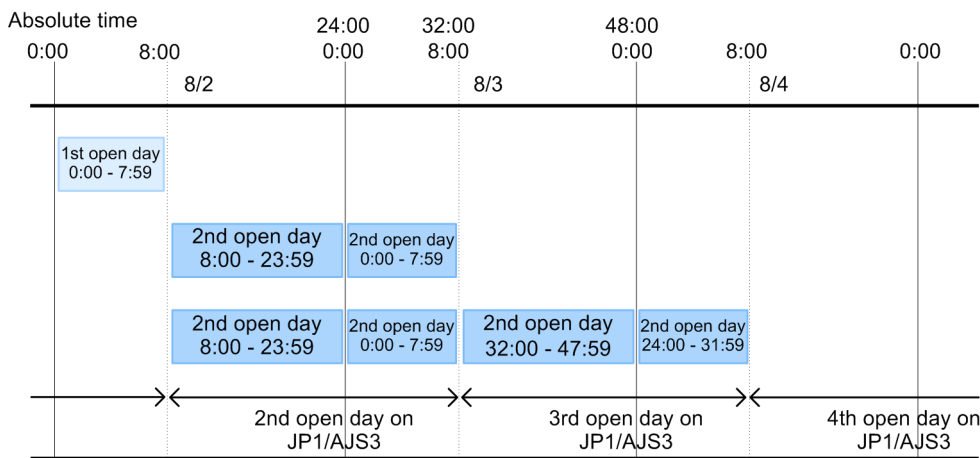 Absolute time
24:00 32:00 48:00
0:00 8:00 0:00 8:00 0:00 8:00 0:00
8/2 8/3 8/4
1st open day
0:00 - 7:59
2nd open day 2nd open day
8:00 - 23:59 0:00 - 7:59
2nd open day 2nd open day 2nd open day 2nd open day
8:00 - 23:59 0:00 - 7:59 32:00 - 47:59 24:00 - 31:59
2nd open day on 3rd open day on 4th open day on
JP1/AJS3 JP1/AJS3 JP1/AJS3